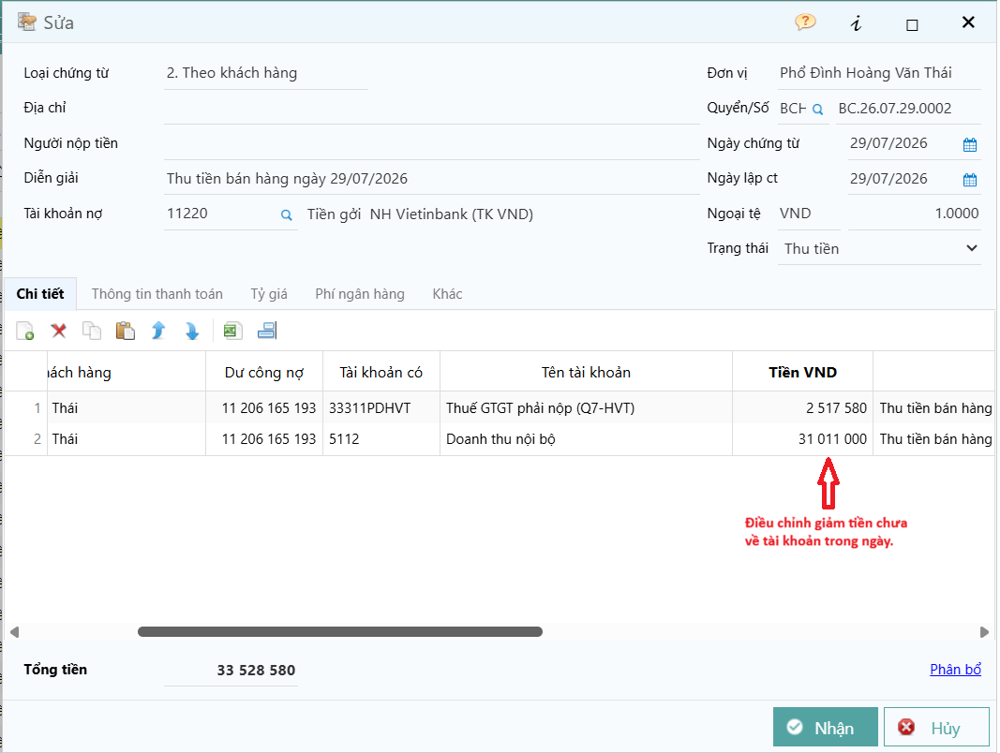 Sửa
Loại chứng từ 2. Theo khách hàng Đơn vị Phổ Đình Hoàng Văn Thái
Địa chỉ Quyển/Số BCH BC.26.07.29.0002
Người nộp tiền Ngày chứng từ 29/07/2026
Diễn giải Thu tiền bán hàng ngày 29/07/2026 Ngày lập ct 29/07/2026
Tài khoản nợ 11220 Tiền gởi NH Vietinbank (TK VND) Ngoại tệ VND 1.0000
Trạng thái Thu tiền
Chi tiết Thông tin thanh toán Tỷ giá Phí ngân hàng Khác
hách hàng Dư công nợ Tài khoản có Tên tài khoản Tiền VND
1 Thái 11 206 165 193 33311PDHVT Thuế GTGT phải nộp (Q7-HVT) 2 517 580 Thu tiền bán hàng
2 Thái 11 206 165 193 5112 Doanh thu nội bộ 31 011 000 Thu tiền bán hàng
Điều chỉnh giảm tiền chưa
về tài khoản trong ngày.
Tổng tiền 33 528 580 Phân bổ
Nhận Hủy